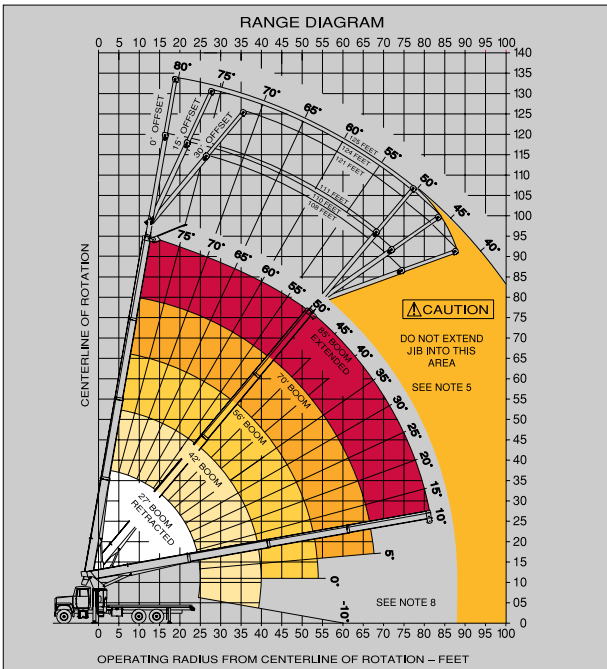 RANGE DIAGRAM
0 5 10 15 20 25 30 35 40 45 50 55 60 65 70 75 80 85 90 95 100
140
135
130
125
120
115
110
105
100
95
90
85
80
75
70
65
60
55
50
45
40
35
30
25
20
15
10
05
0
80°
75°
70°
65°
60°
55°
50°
45°
40°
0° OFFSET
15° OFFSET
30° OFFSET
125 FEET
124 FEET
121 FEET
111 FEET
110 FEET
108 FEET
75°
70°
65°
60°
55°
50°
45°
40°
35°
30°
25°
20°
15°
10°
5°
0°
-10°
CENTERLINE OF ROTATION
85' BOOM
EXTENDED
70' BOOM
56' BOOM
42' BOOM
27' BOOM
RETRACTED
CAUTION
DO NOT EXTEND
JIB INTO THIS
AREA
SEE NOTE 5
SEE NOTE 8
0 5 10 15 20 25 30 35 40 45 50 55 60 65 70 75 80 85 90 95 100
OPERATING RADIUS FROM CENTERLINE OF ROTATION – FEET